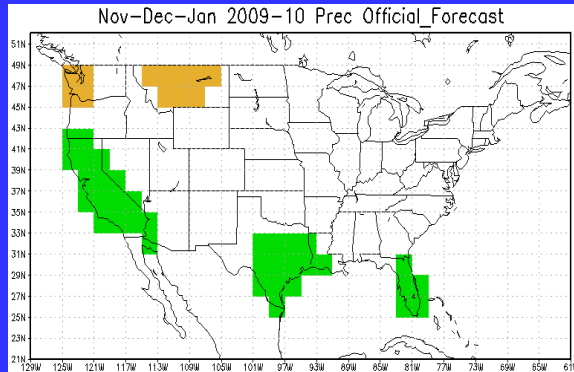 Nov-Dec-Jan 2009-10 Prec Official_Forecast
51N
49N
47N
45N
43N
41N
39N
37N
35N
33N
31N
29N
27N
25N
23N
21N
129W 125W 121W 117W 113W 109W 105W 101W 97W 93W 89W 85W 81W 77W 73W 69W 65W 61W